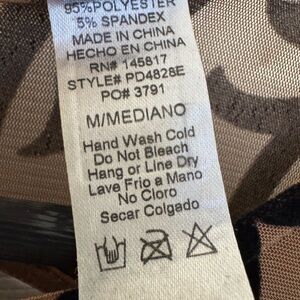 95%POLYESTER
5% SPANDEX
MADE IN CHINA
HECHO EN CHINA
RN# 145817
STYLE# PD4828E
PO# 3791
M/MEDIANO
Hand Wash Cold
Do Not Bleach
Hang or Line Dry
Lave Frio a Mano
No Cloro
Secar Colgado